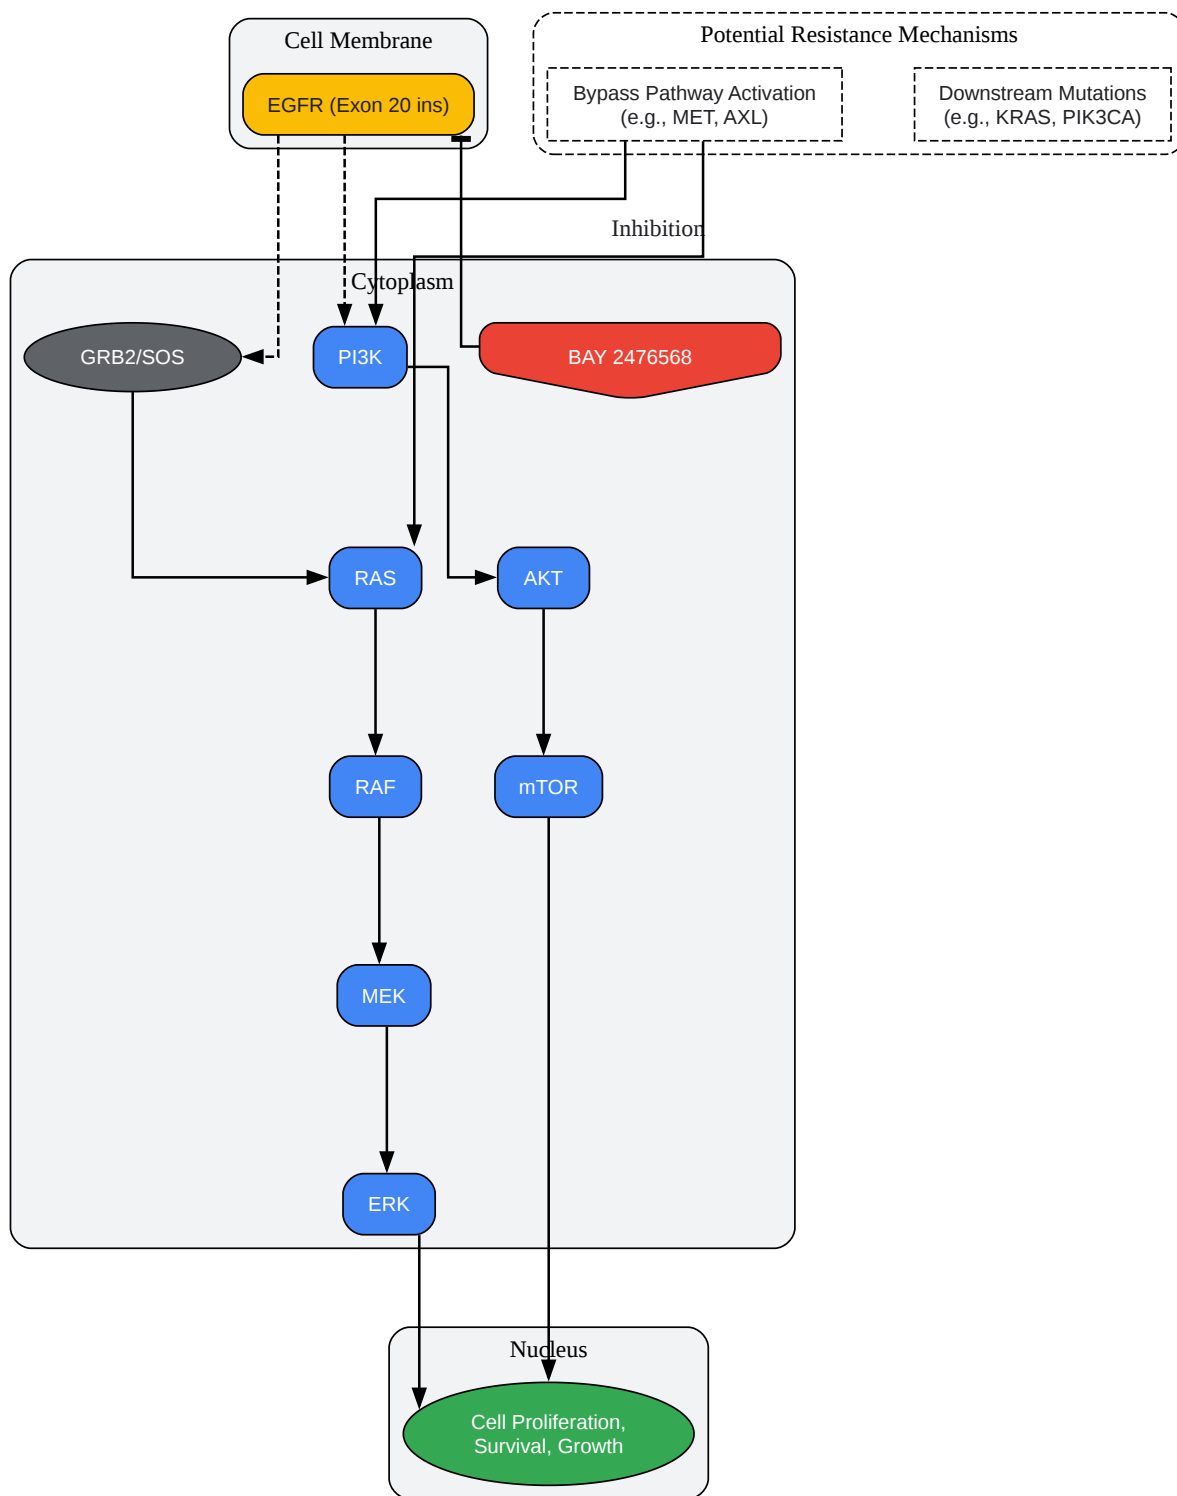 Cell Membrane
EGFR (Exon 20 ins)
Potential Resistance Mechanisms
Bypass Pathway Activation
(e.g., MET, AXL)
Downstream Mutations
(e.g., KRAS, PIK3CA)
Inhibition
Cytoplasm
GRB2/SOS
PI3K
BAY 2476568
RAS
AKT
RAF
mTOR
MEK
ERK
Nucleus
Cell Proliferation,
Survival, Growth